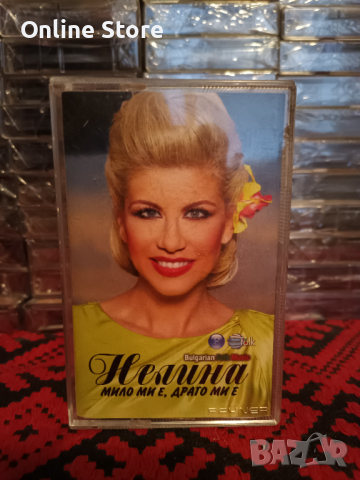 Online Store
Bulgarian
Нелина
МИЛО МИ Е, ДРАГО МИ Е
PAYNER
BAZAR